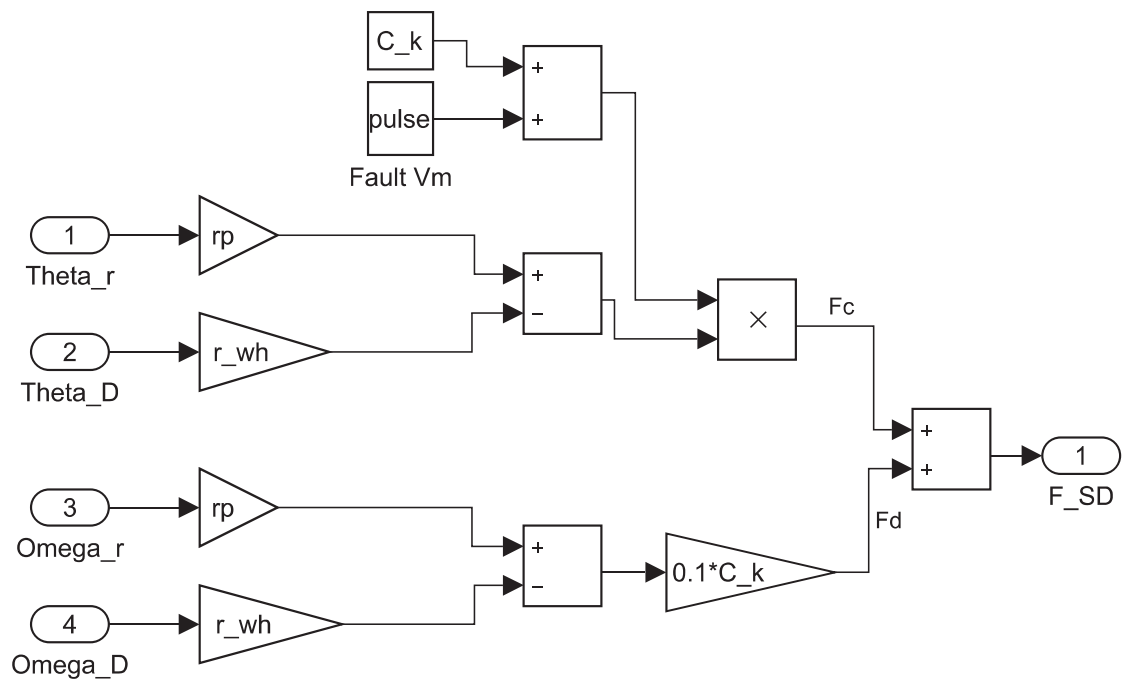 C_k
+
pulse
+
Fault Vm
1
Theta_r
rp
+
2
Theta_D
r_wh
−
×
Fc
3
Omega_r
rp
+
4
Omega_D
r_wh
−
0.1*C_k
Fd
+
+
1
F_SD